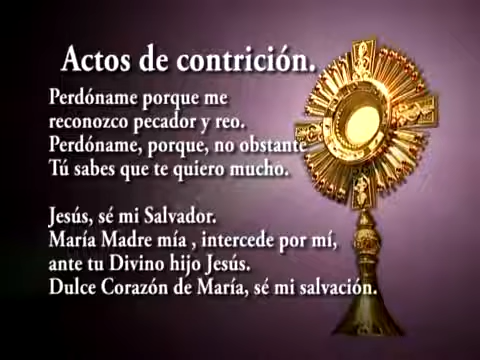 Actos de contrición.
Perdóname porque me
reconozco pecador y reo.
Perdóname, porque, no obstante
Tú sabes que te quiero mucho.
Jesús, sé mi Salvador.
María Madre mía , intercede por mí,
ante tu Divino hijo Jesús.
Dulce Corazón de María, sé mi salvación.